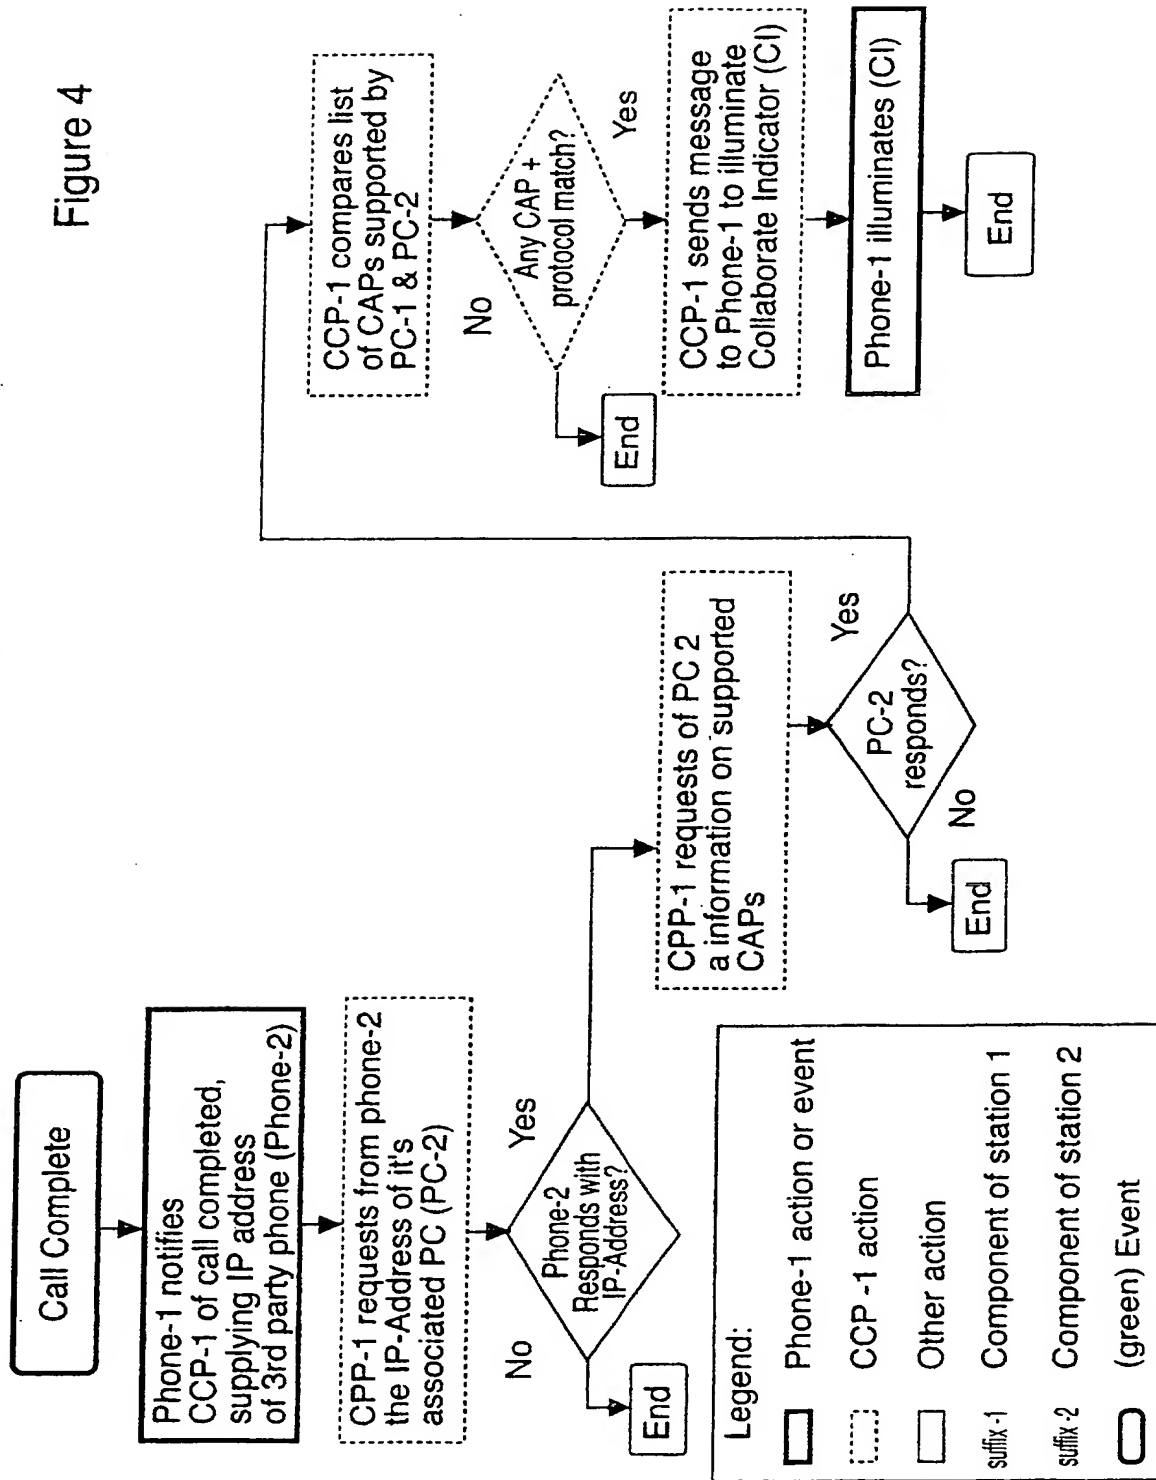 Figure 4
Call Complete
Phone-1 notifies
CCP-1 of call completed,
supplying IP address
of 3rd party phone (Phone-2)
CPP-1 requests from phone-2
the IP-Address of it's
associated PC (PC-2)
Phone-2
Responds with
IP-Address?
No
Yes
End
CPP-1 requests of PC 2
a information on supported
CAPs
PC-2
responds?
No
Yes
End
CCP-1 compares list
of CAPs supported by
PC-1 & PC-2
Any CAP +
protocol match?
No
Yes
End
CCP-1 sends message
to Phone-1 to illuminate
Collaborate Indicator (CI)
Phone-1 illuminates (CI)
End
Legend:
Phone-1 action or event
CCP -1 action
Other action
suffix -1 Component of station 1
suffix -2 Component of station 2
(green) Event